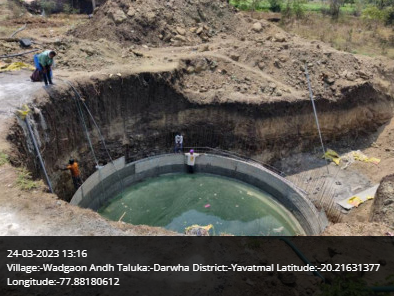 24-03-2023 13:16
Village:-Wadgaon Andh Taluka:-Darwha District:-Yavatmal Latitude:-20.21631377
Longitude:-77.88180612